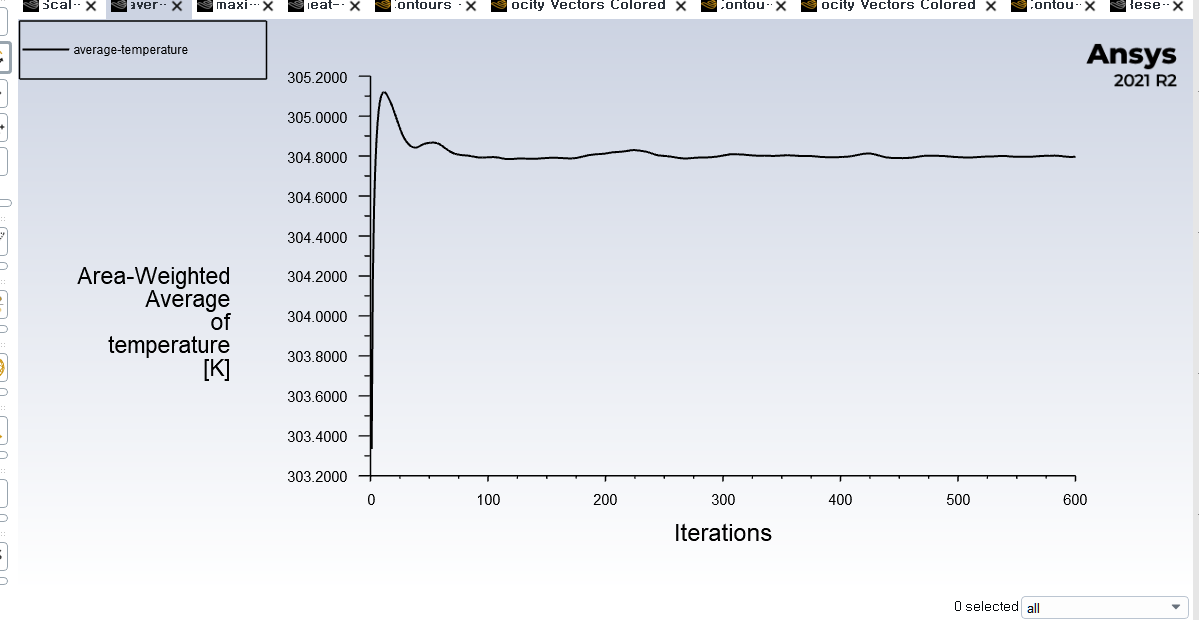 ocity Vectors Colored
ocity Vectors Colored
average-temperature
Ansys
2021 R2
305.2000
305.0000
304.8000
304.6000
304.4000
304.2000
304.0000
303.8000
303.6000
303.4000
303.2000
Area-Weighted
Average
of
temperature
[K]
0 100 200 300 400 500 600
Iterations
0 selected all